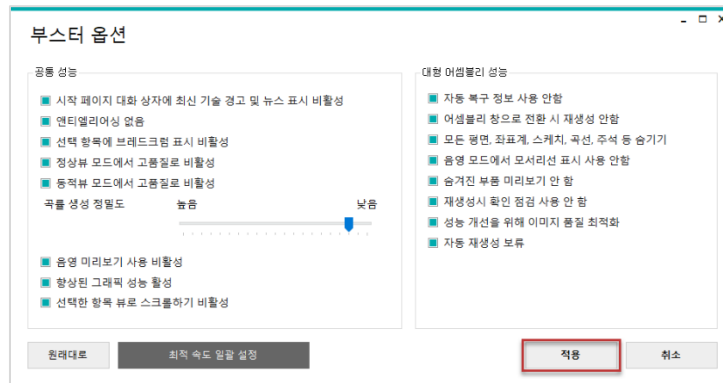 부스터 옵션
공통 성능
시작 페이지 대화 상자에 최신 기술 경고 및 뉴스 표시 비활성
앤티엘리어싱 없음
선택 항목에 브레드크럼 표시 비활성
정상뷰 모드에서 고품질로 비활성
동적뷰 모드에서 고품질로 비활성
곡률 생성 정밀도 높음 낮음
음영 미리보기 사용 비활성
향상된 그래픽 성능 활성
선택한 항목 뷰로 스크롤하기 비활성
대형 어셈블리 성능
자동 복구 정보 사용 안함
어셈블리 창으로 전환 시 재생성 안함
모든 평면, 좌표계, 스케치, 곡선, 주석 등 숨기기
음영 모드에서 모서리선 표시 사용 안함
숨겨진 부품 미리보기 안 함
재생성시 확인 점검 사용 안 함
성능 개선을 위해 이미지 품질 최적화
자동 재생성 보류
원래대로 최적 속도 일괄 설정 적용 취소